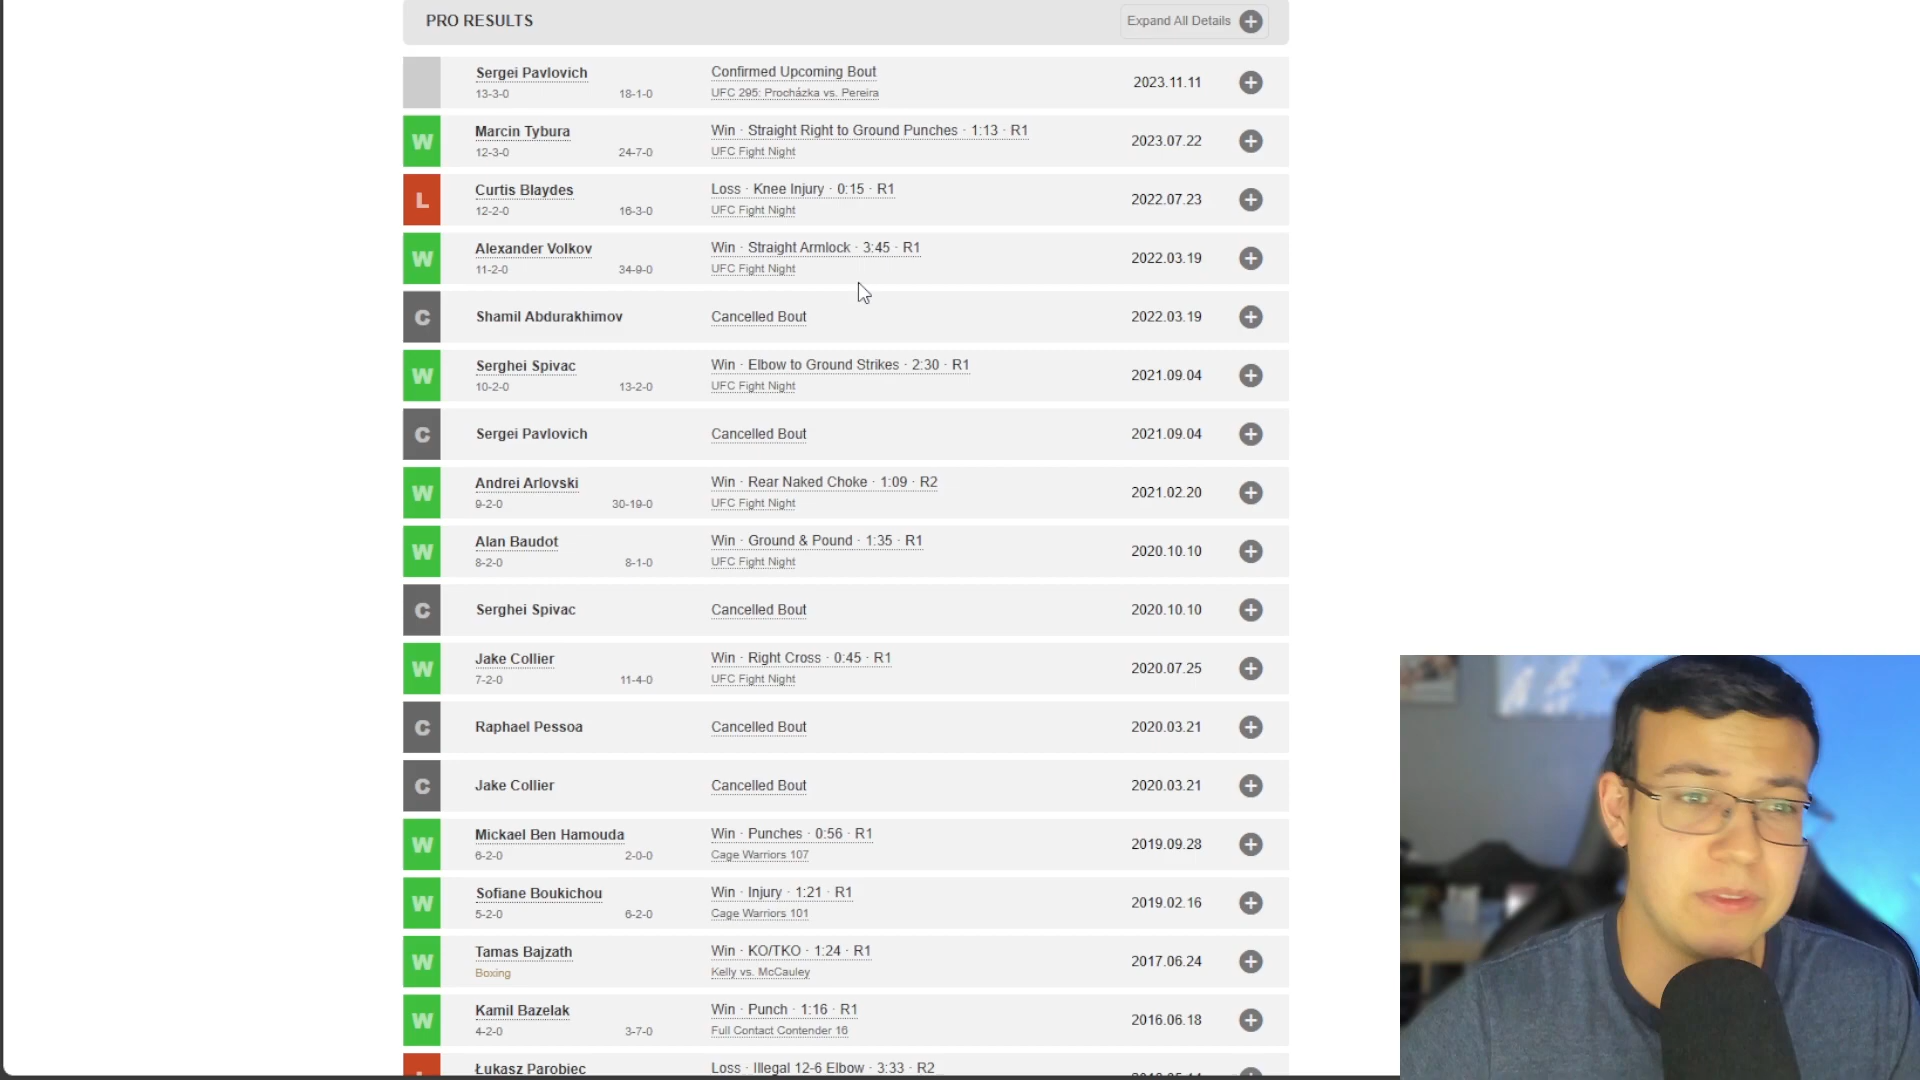 PRO RESULTS
Expand All Details
Sergei Pavlovich
13-3-0 18-1-0
Confirmed Upcoming Bout
UFC 295: Procházka vs. Pereira
2023.11.11
W
Marcin Tybura
12-3-0 24-7-0
Win · Straight Right to Ground Punches · 1:13 · R1
UFC Fight Night
2023.07.22
L
Curtis Blaydes
12-2-0 16-3-0
Loss · Knee Injury · 0:15 · R1
UFC Fight Night
2022.07.23
W
Alexander Volkov
11-2-0 34-9-0
Win · Straight Armlock · 3:45 · R1
UFC Fight Night
2022.03.19
C
Shamil Abdurakhimov
Cancelled Bout
2022.03.19
W
Serghei Spivac
10-2-0 13-2-0
Win · Elbow to Ground Strikes · 2:30 · R1
UFC Fight Night
2021.09.04
C
Sergei Pavlovich
Cancelled Bout
2021.09.04
W
Andrei Arlovski
9-2-0 30-19-0
Win · Rear Naked Choke · 1:09 · R2
UFC Fight Night
2021.02.20
W
Alan Baudot
8-2-0 8-1-0
Win · Ground & Pound · 1:35 · R1
UFC Fight Night
2020.10.10
C
Serghei Spivac
Cancelled Bout
2020.10.10
W
Jake Collier
7-2-0 11-4-0
Win · Right Cross · 0:45 · R1
UFC Fight Night
2020.07.25
C
Raphael Pessoa
Cancelled Bout
2020.03.21
C
Jake Collier
Cancelled Bout
2020.03.21
W
Mickael Ben Hamouda
6-2-0 2-0-0
Win · Punches · 0:56 · R1
Cage Warriors 107
2019.09.28
W
Sofiane Boukichou
5-2-0 6-2-0
Win · Injury · 1:21 · R1
Cage Warriors 101
2019.02.16
W
Tamas Bajzath
Boxing
Win · KO/TKO · 1:24 · R1
Kelly vs. McCauley
2017.06.24
W
Kamil Bazelak
4-2-0 3-7-0
Win · Punch · 1:16 · R1
Full Contact Contender 16
2016.06.18
Łukasz Parobiec
Loss · Illegal 12-6 Elbow · 3:33 · R2